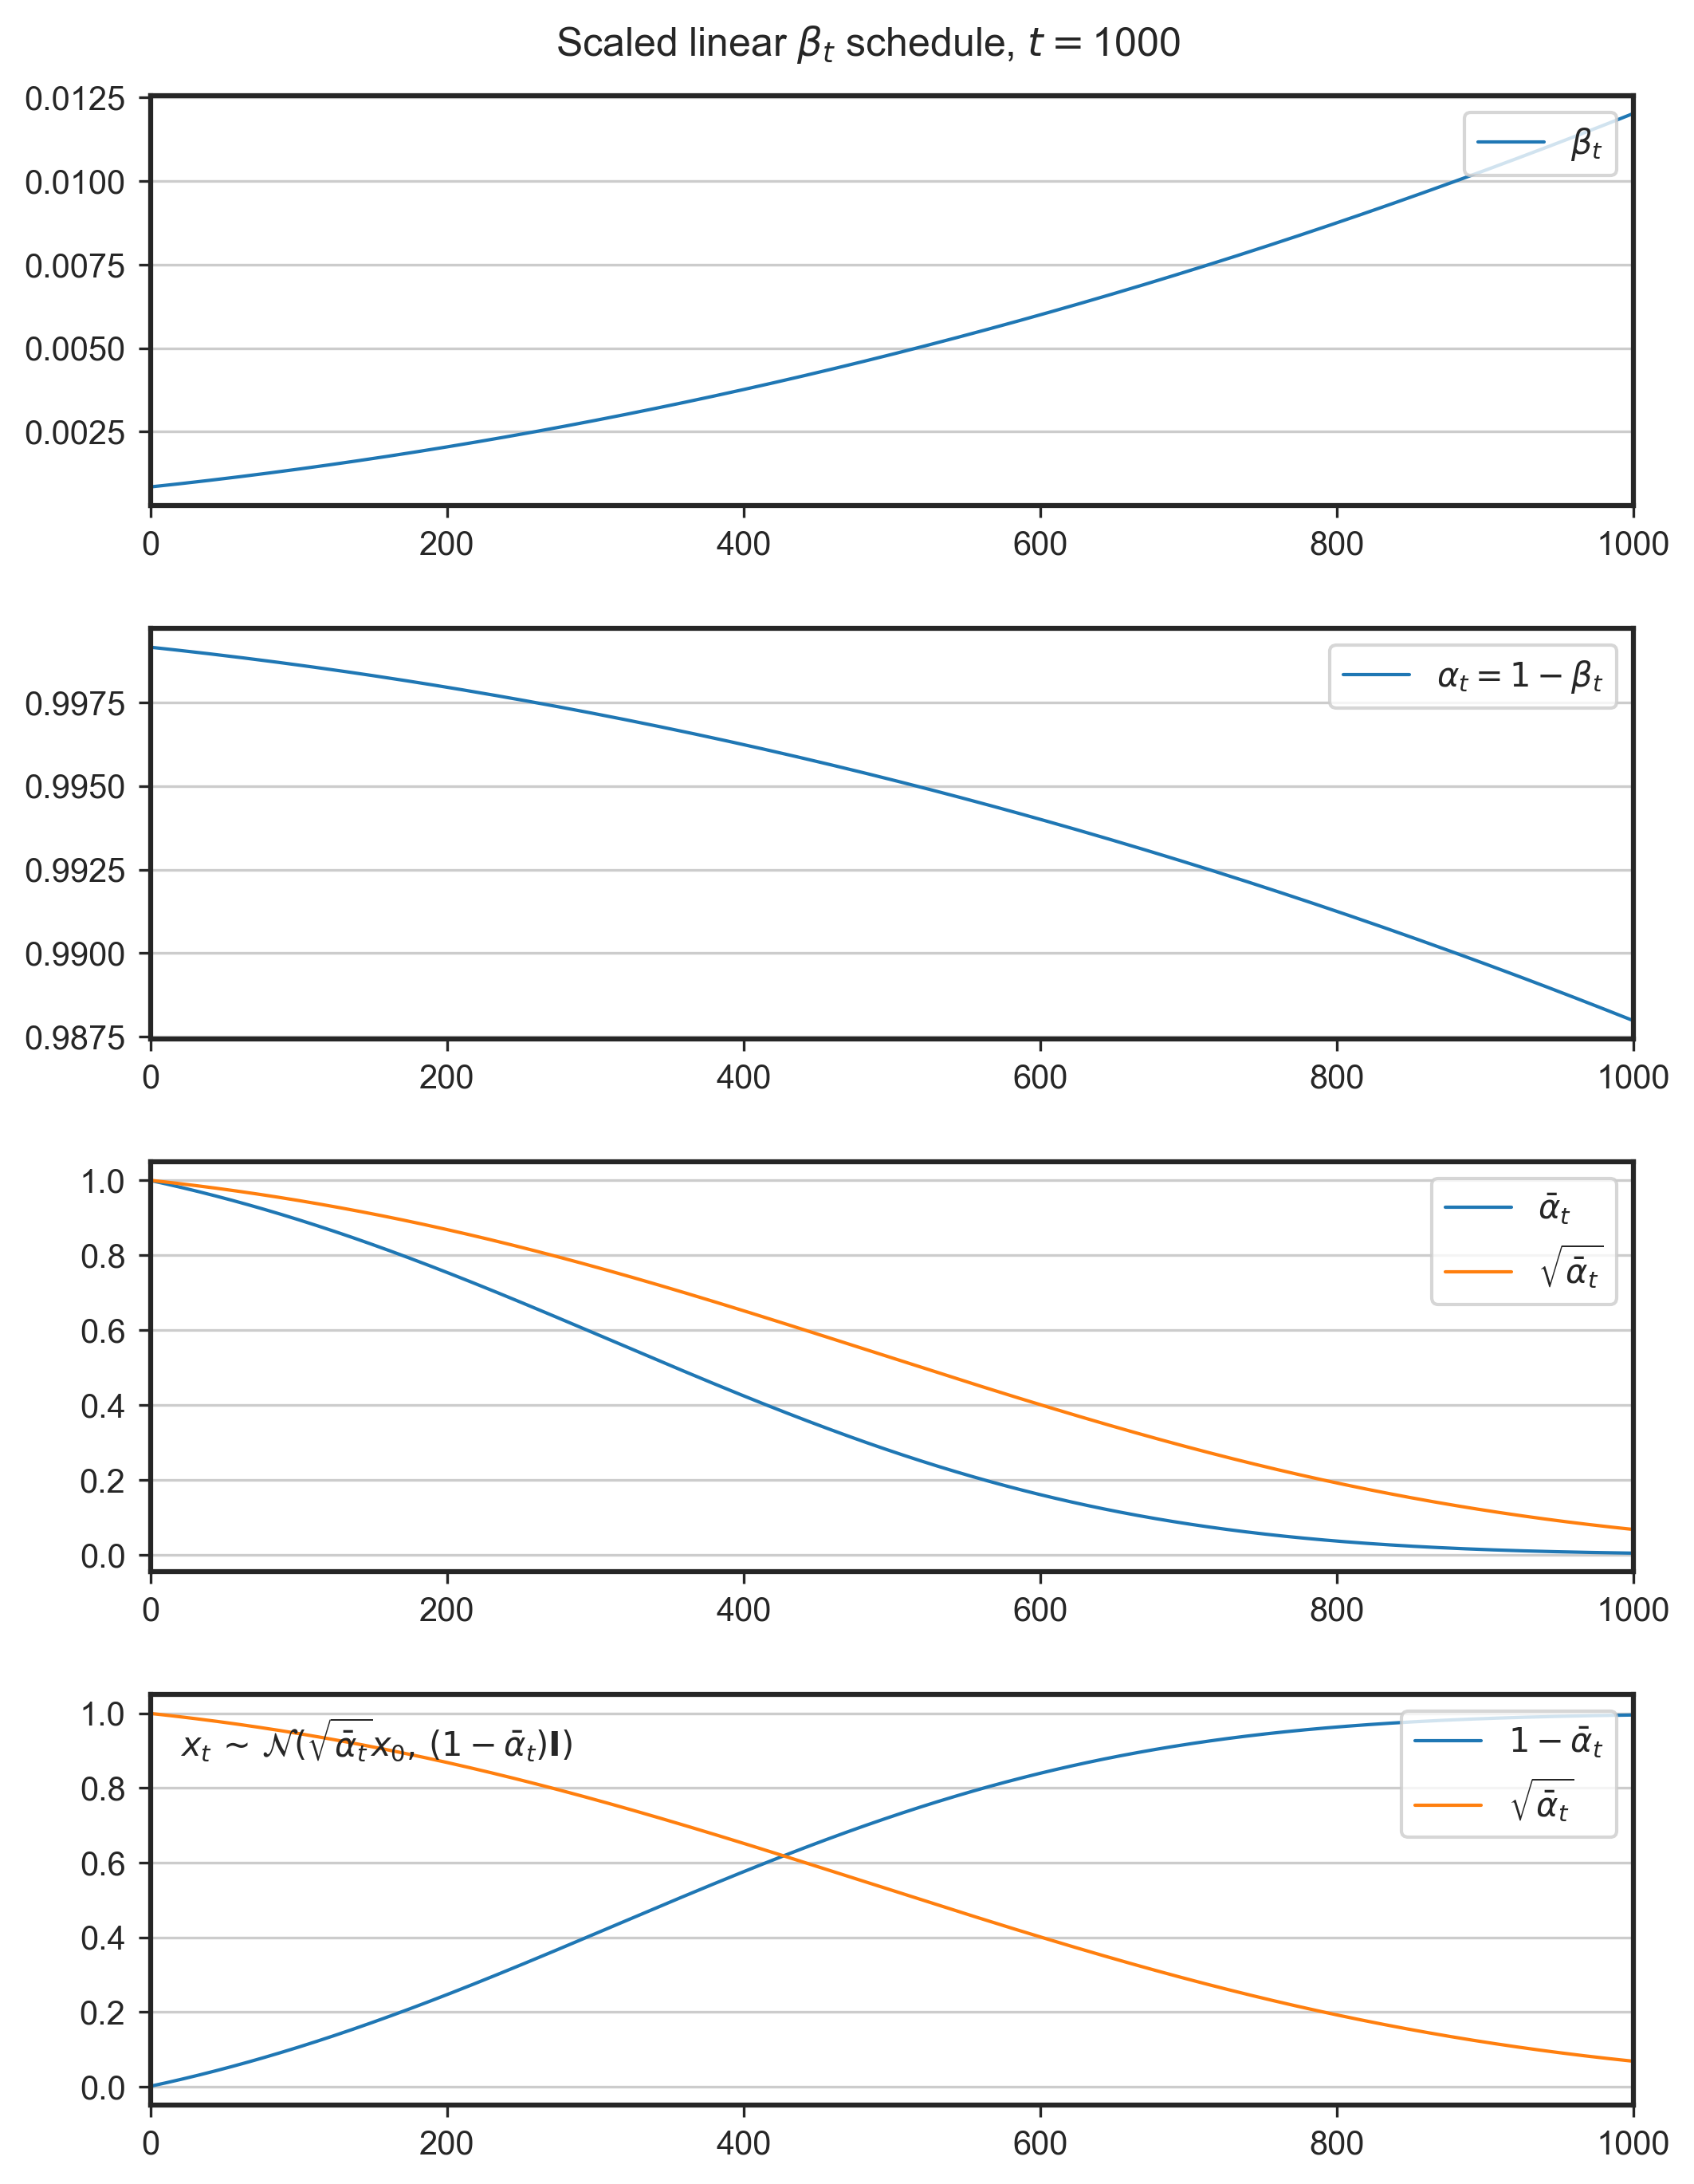 Scaled linear βₜ schedule, t = 1000
0.0125
0.0100
0.0075
0.0050
0.0025
βₜ
0 200 400 600 800 1000
0.9975
0.9950
0.9925
0.9900
0.9875
αₜ = 1 − βₜ
0 200 400 600 800 1000
1.0
0.8
0.6
0.4
0.2
0.0
ᾱₜ
√ᾱₜ
0 200 400 600 800 1000
1.0
0.8
0.6
0.4
0.2
0.0
xₜ ~ 𝒩(√ᾱₜx₀, (1 − ᾱₜ)𝐈)
1 − ᾱₜ
√ᾱₜ
0 200 400 600 800 1000